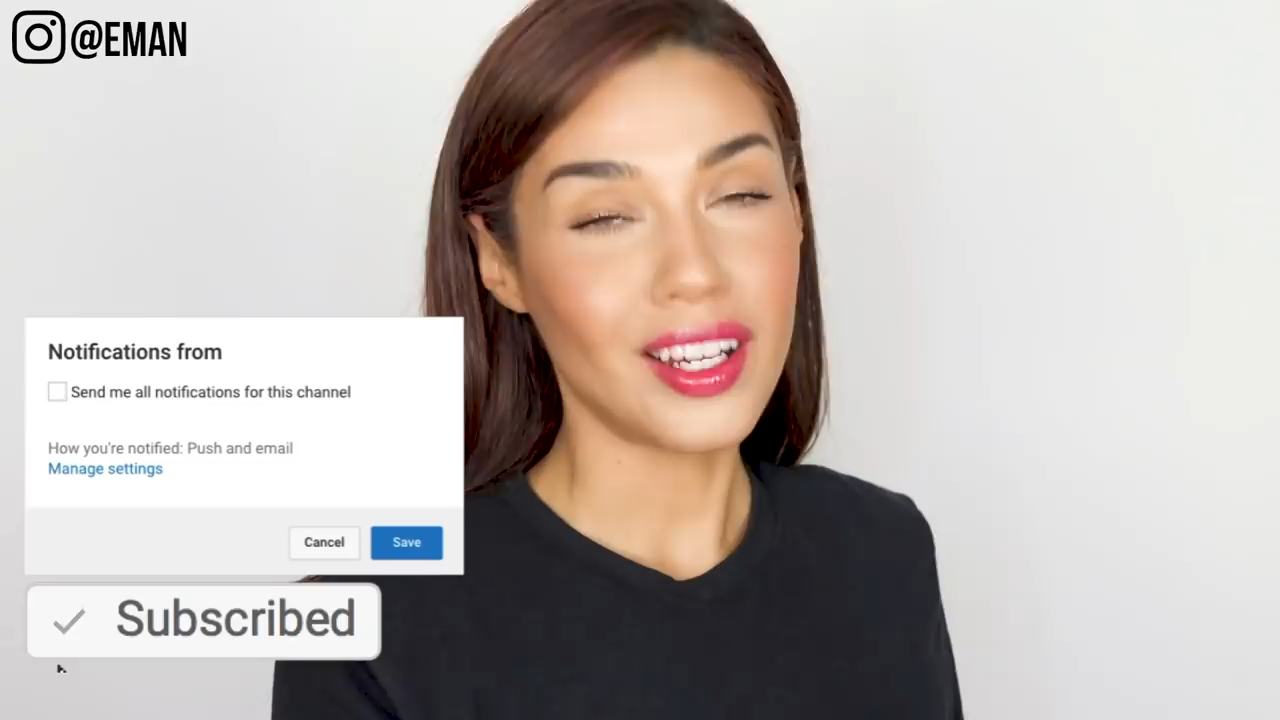 @EMAN
Notifications from
Send me all notifications for this channel
How you're notified: Push and email
Manage settings
Cancel
Save
Subscribed